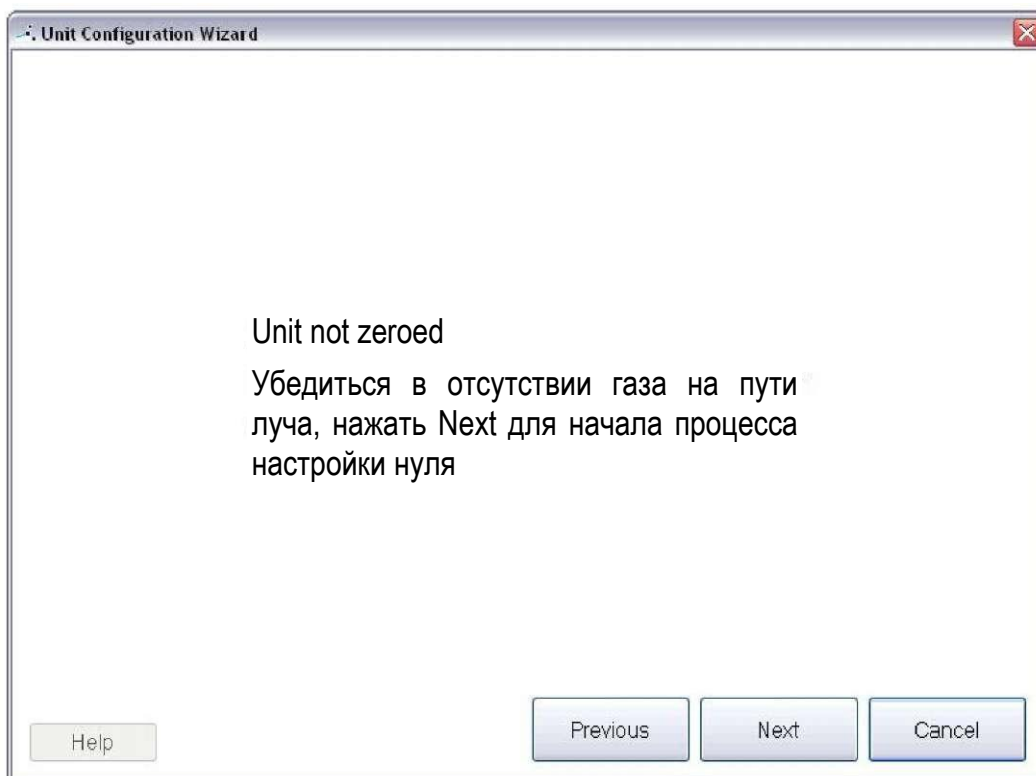 Unit Configuration Wizard
Unit not zeroed
Убедиться в отсутствии газа на пути
луча, нажать Next для начала процесса
настройки нуля
Help
Previous
Next
Cancel